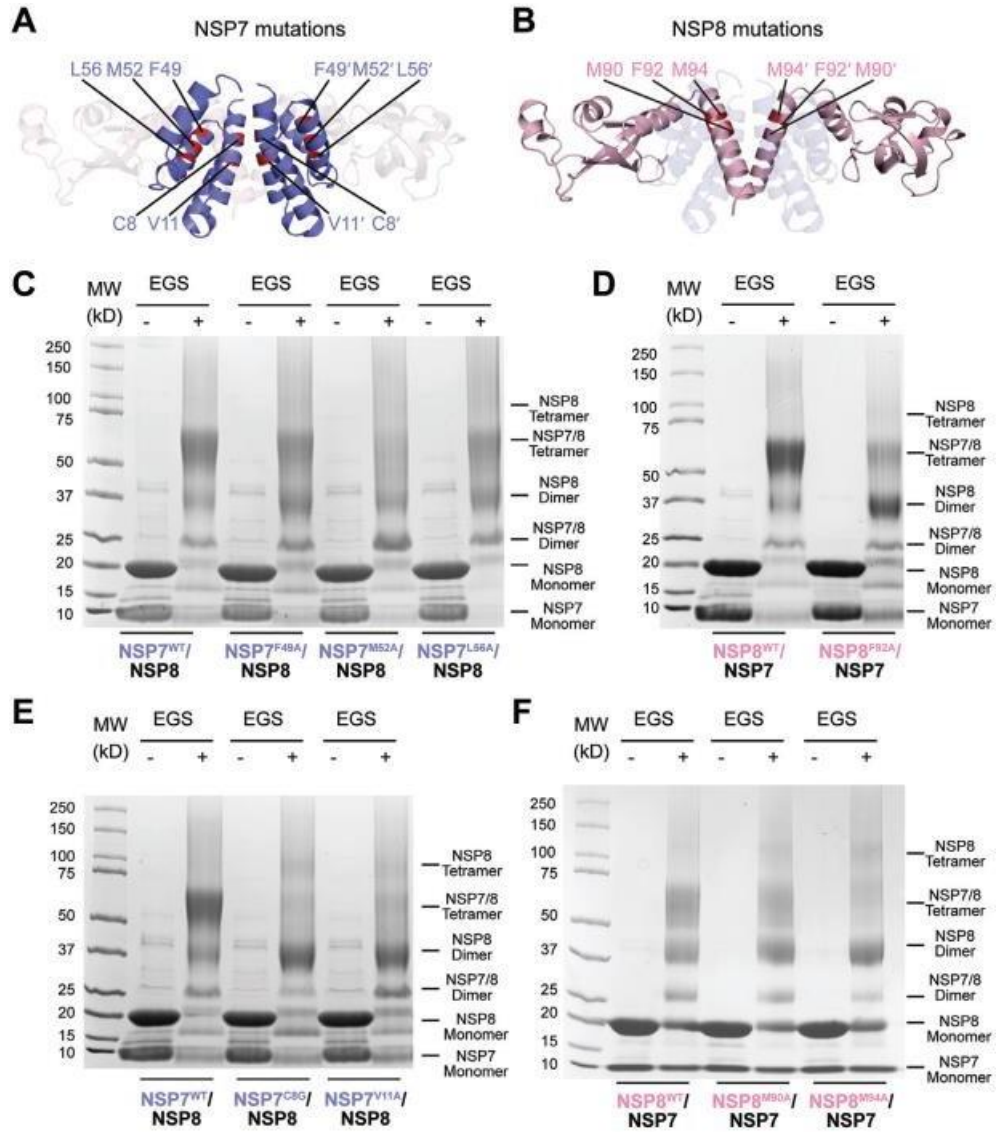 A
NSP7 mutations
L56 M52 F49
F49′M52′ L56′
C8 V11
V11′ C8′
B
NSP8 mutations
M90 F92 M94
M94′ F92′ M90′
C
MW
(kD)
EGS EGS EGS EGS
- + - + - + - +
250
150
100
75
50
37
25
20
15
10
NSP8
Tetramer
NSP7/8
Tetramer
NSP8
Dimer
NSP7/8
Dimer
NSP8
Monomer
NSP7
Monomer
NSP7WT/ NSP7F49A/ NSP7M52A/ NSP7L56A/
NSP8 NSP8 NSP8 NSP8
D
MW
(kD)
EGS EGS
- + - +
250
150
100
75
50
37
25
20
15
10
NSP8
Tetramer
NSP7/8
Tetramer
NSP8
Dimer
NSP7/8
Dimer
NSP8
Monomer
NSP7
Monomer
NSP8WT/ NSP8F92A/
NSP7 NSP7
E
MW
(kD)
EGS EGS EGS
- + - + - +
250
150
100
75
50
37
25
20
15
10
NSP8
Tetramer
NSP7/8
Tetramer
NSP8
Dimer
NSP7/8
Dimer
NSP8
Monomer
NSP7
Monomer
NSP7WT/ NSP7C8G/ NSP7V11A/
NSP8 NSP8 NSP8
F
MW
(kD)
EGS EGS EGS
- + - + - +
250
150
100
75
50
37
25
20
15
10
NSP8
Tetramer
NSP7/8
Tetramer
NSP8
Dimer
NSP7/8
Dimer
NSP8
Monomer
NSP7
Monomer
NSP8WT/ NSP8M90A/ NSP8M94A/
NSP7 NSP7 NSP7